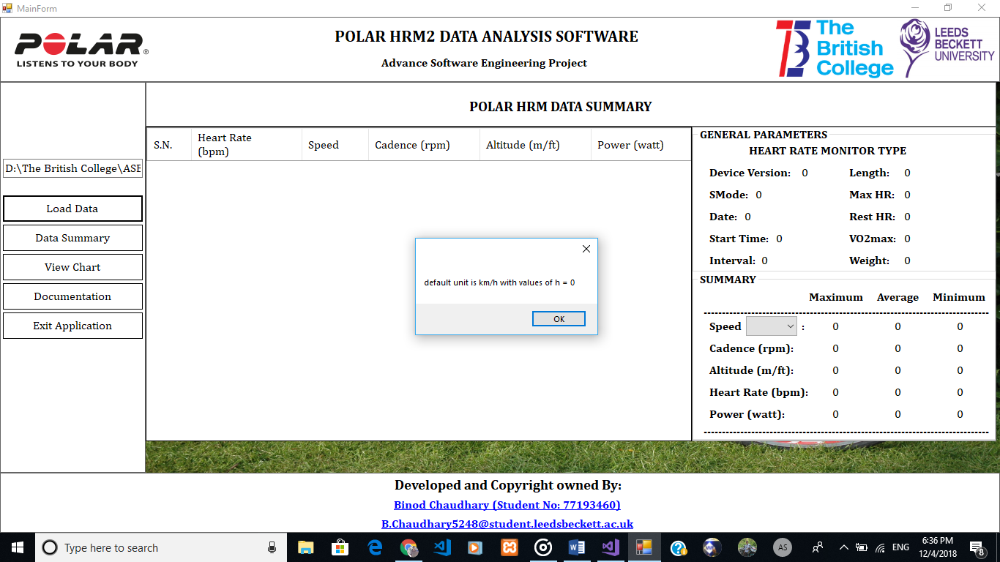 MainForm
POLAR®
LISTENS TO YOUR BODY
POLAR HRM2 DATA ANALYSIS SOFTWARE
Advance Software Engineering Project
The
British
College
LEEDS
BECKETT
UNIVERSITY
POLAR HRM DATA SUMMARY
D:\The British College\ASE
Load Data
Data Summary
View Chart
Documentation
Exit Application
S.N. Heart Rate (bpm) Speed Cadence (rpm) Altitude (m/ft) Power (watt)
default unit is km/h with values of h = 0
OK
GENERAL PARAMETERS
HEART RATE MONITOR TYPE
Device Version: 0 Length: 0
SMode: 0 Max HR: 0
Date: 0 Rest HR: 0
Start Time: 0 VO2max: 0
Interval: 0 Weight: 0
SUMMARY
Maximum Average Minimum
Speed : 0 0 0
Cadence (rpm): 0 0 0
Altitude (m/ft): 0 0 0
Heart Rate (bpm): 0 0 0
Power (watt): 0 0 0
Developed and Copyright owned By:
Binod Chaudhary (Student No: 77193460)
B.Chaudhary5248@student.leedsbeckett.ac.uk
Type here to search
AS
ENG
6:36 PM
12/4/2018
8